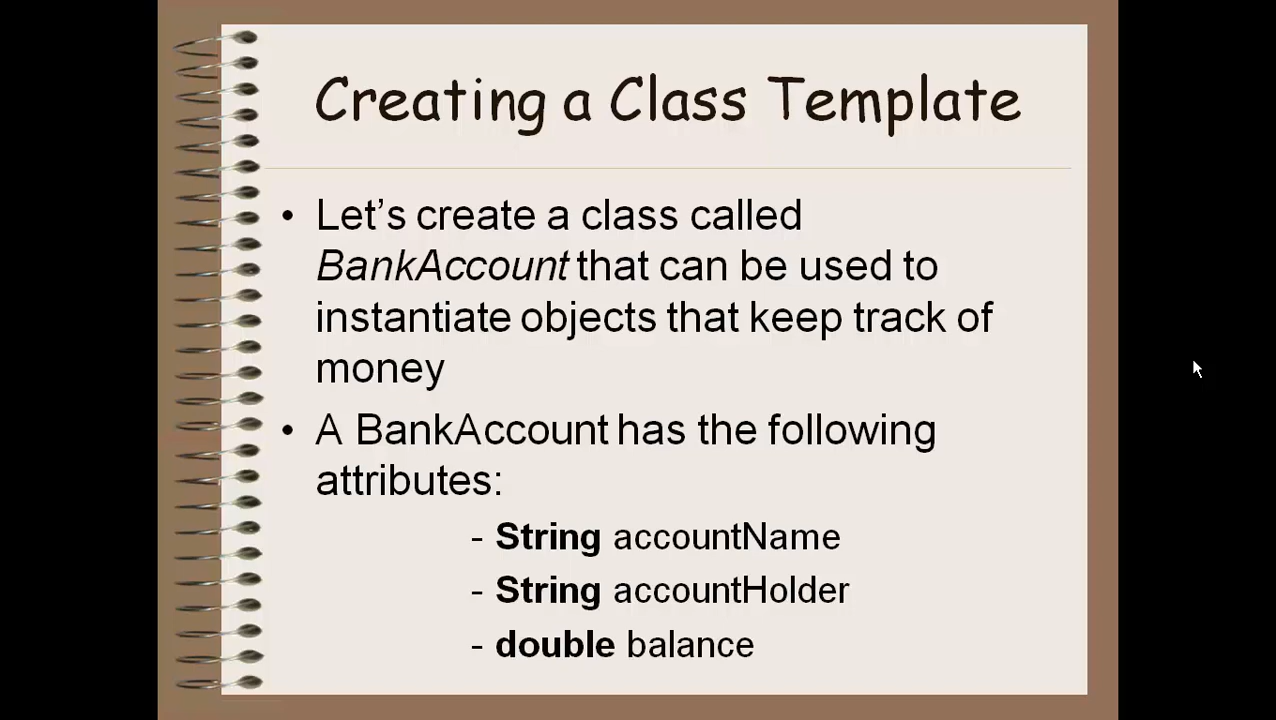 Creating a Class Template
• Let’s create a class called
BankAccount that can be used to
instantiate objects that keep track of
money
• A BankAccount has the following
attributes:
- String accountName
- String accountHolder
- double balance